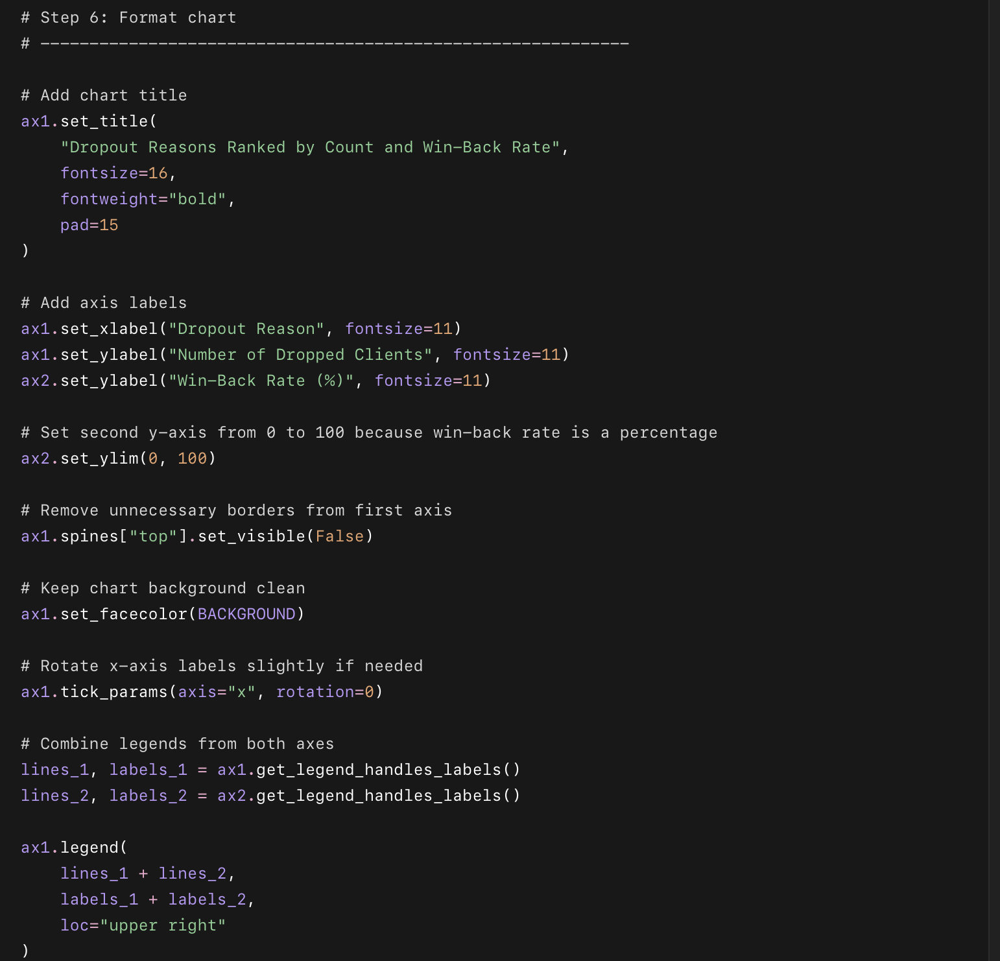 # Step 6: Format chart
# ------------------------------------------------------------
# Add chart title
ax1.set_title(
    "Dropout Reasons Ranked by Count and Win-Back Rate",
    fontsize=16,
    fontweight="bold",
    pad=15
)
# Add axis labels
ax1.set_xlabel("Dropout Reason", fontsize=11)
ax1.set_ylabel("Number of Dropped Clients", fontsize=11)
ax2.set_ylabel("Win-Back Rate (%)", fontsize=11)
# Set second y-axis from 0 to 100 because win-back rate is a percentage
ax2.set_ylim(0, 100)
# Remove unnecessary borders from first axis
ax1.spines["top"].set_visible(False)
# Keep chart background clean
ax1.set_facecolor(BACKGROUND)
# Rotate x-axis labels slightly if needed
ax1.tick_params(axis="x", rotation=0)
# Combine legends from both axes
lines_1, labels_1 = ax1.get_legend_handles_labels()
lines_2, labels_2 = ax2.get_legend_handles_labels()
ax1.legend(
    lines_1 + lines_2,
    labels_1 + labels_2,
    loc="upper right"
)